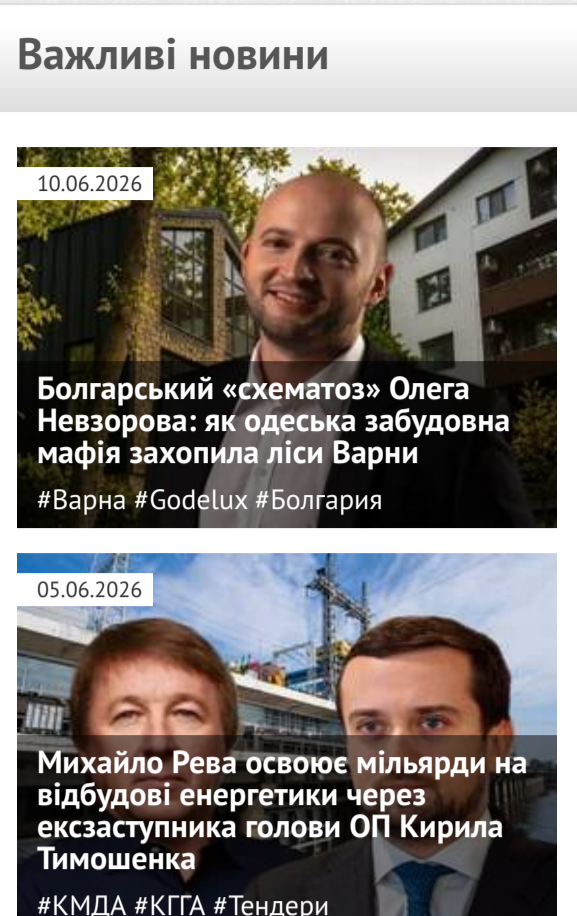 Важливі новини
10.06.2026
Болгарський «схематоз» Олега
Невзорова: як одеська забудовна
мафія захопила ліси Варни
#Варна #Godelux #Болгария
05.06.2026
Михайло Рева освоює мільярди на
відбудові енергетики через
ексзаступника голови ОП Кирила
Тимошенка
#КМДА #КГГА #Тендери